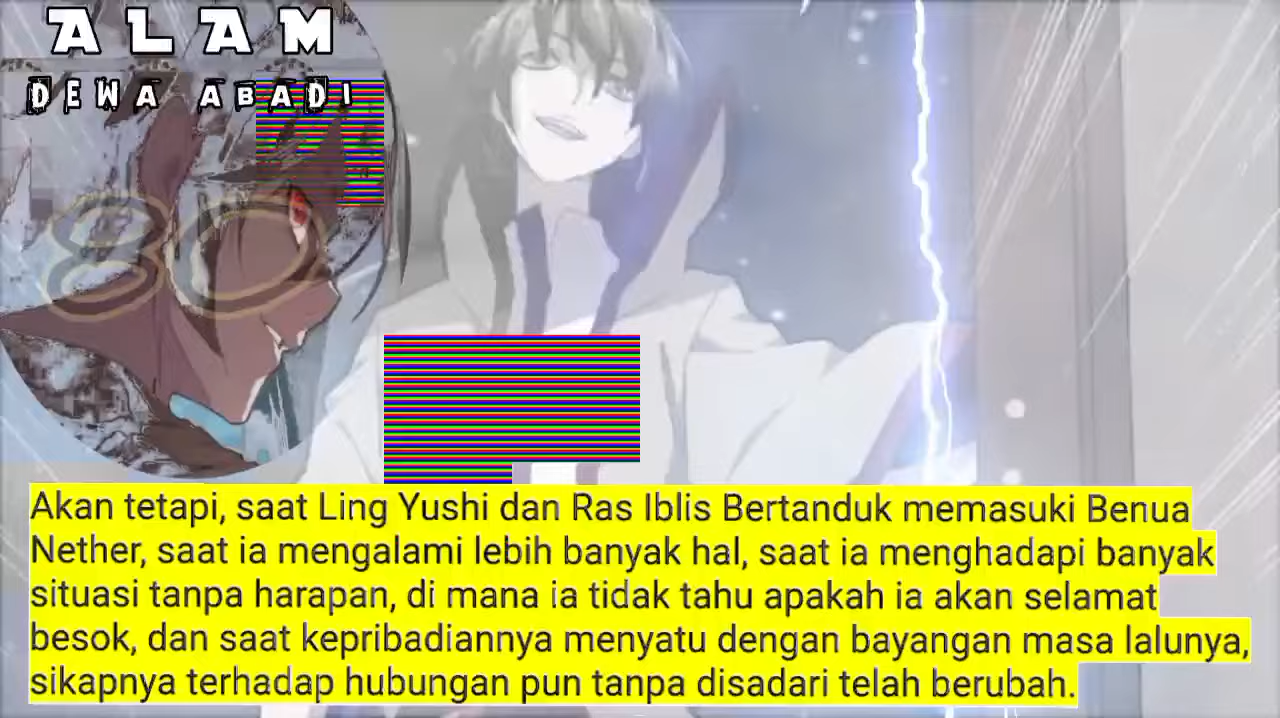 ALAM
DEWA ABADI
80
Akan tetapi, saat Ling Yushi dan Ras Iblis Bertanduk memasuki Benua
Nether, saat ia mengalami lebih banyak hal, saat ia menghadapi banyak
situasi tanpa harapan, di mana ia tidak tahu apakah ia akan selamat
besok, dan saat kepribadiannya menyatu dengan bayangan masa lalunya,
sikapnya terhadap hubungan pun tanpa disadari telah berubah.